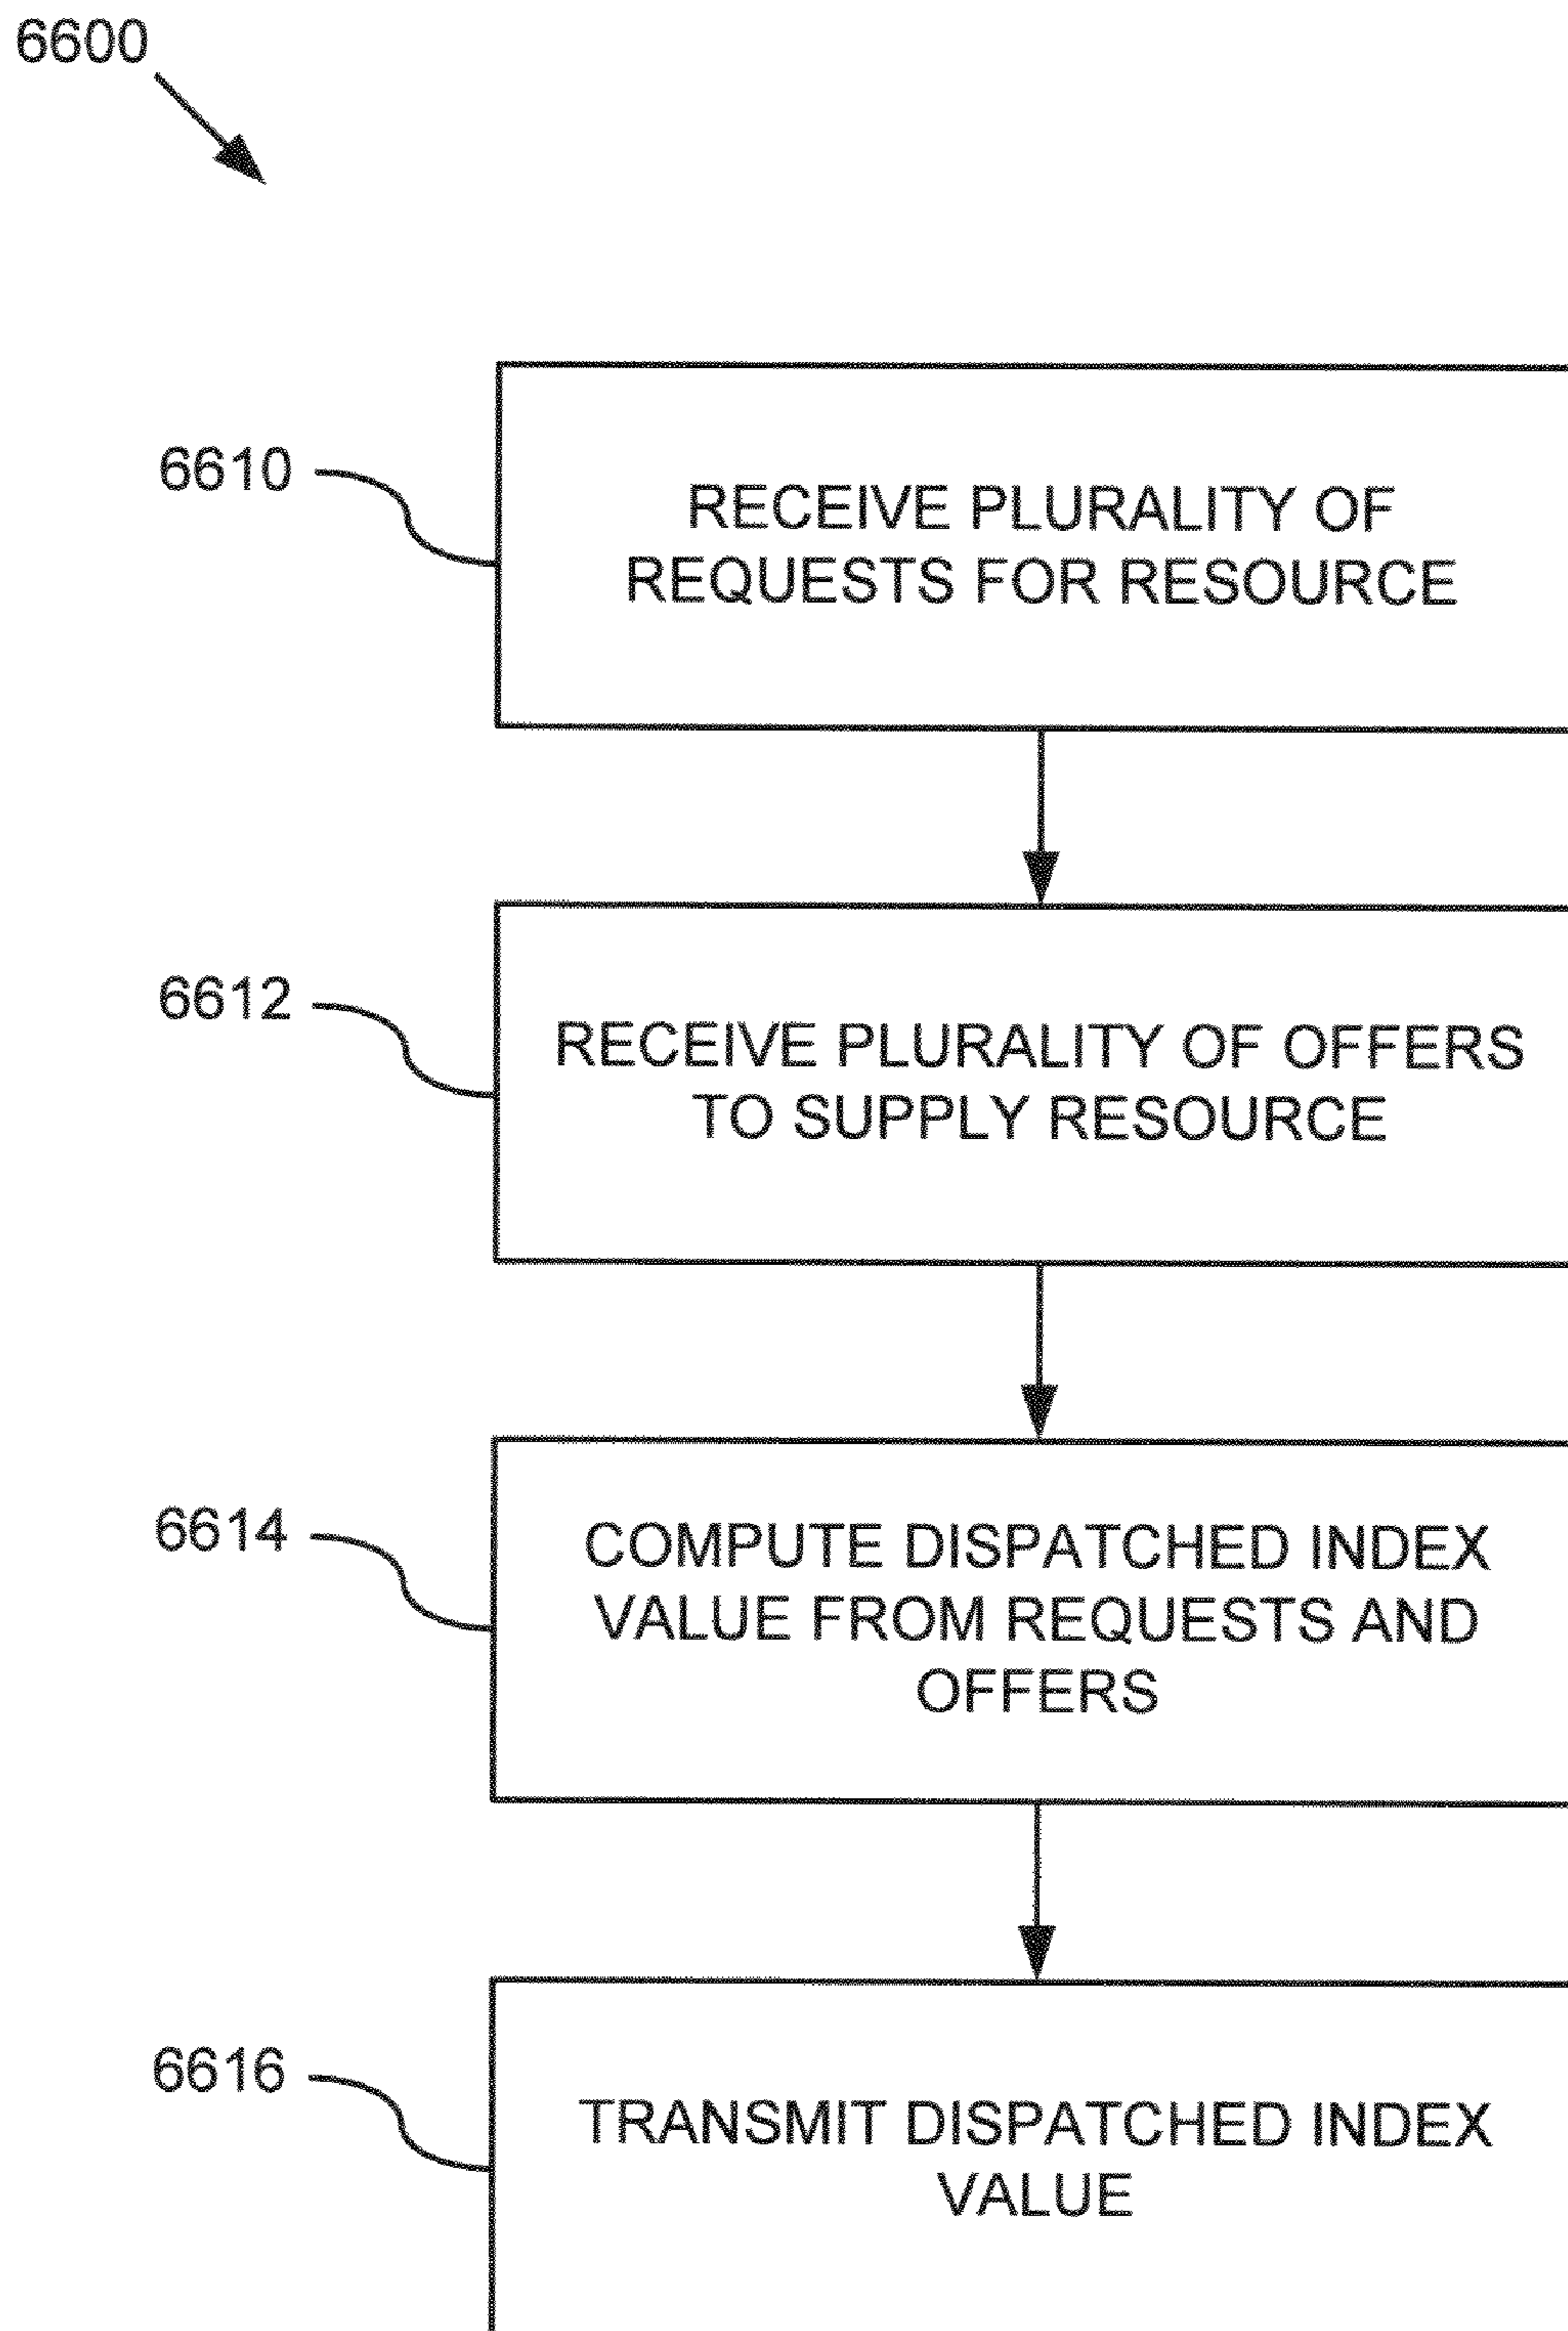 6600
6610
RECEIVE PLURALITY OF
REQUESTS FOR RESOURCE
6612
RECEIVE PLURALITY OF OFFERS
TO SUPPLY RESOURCE
6614
COMPUTE DISPATCHED INDEX
VALUE FROM REQUESTS AND
OFFERS
6616
TRANSMIT DISPATCHED INDEX
VALUE